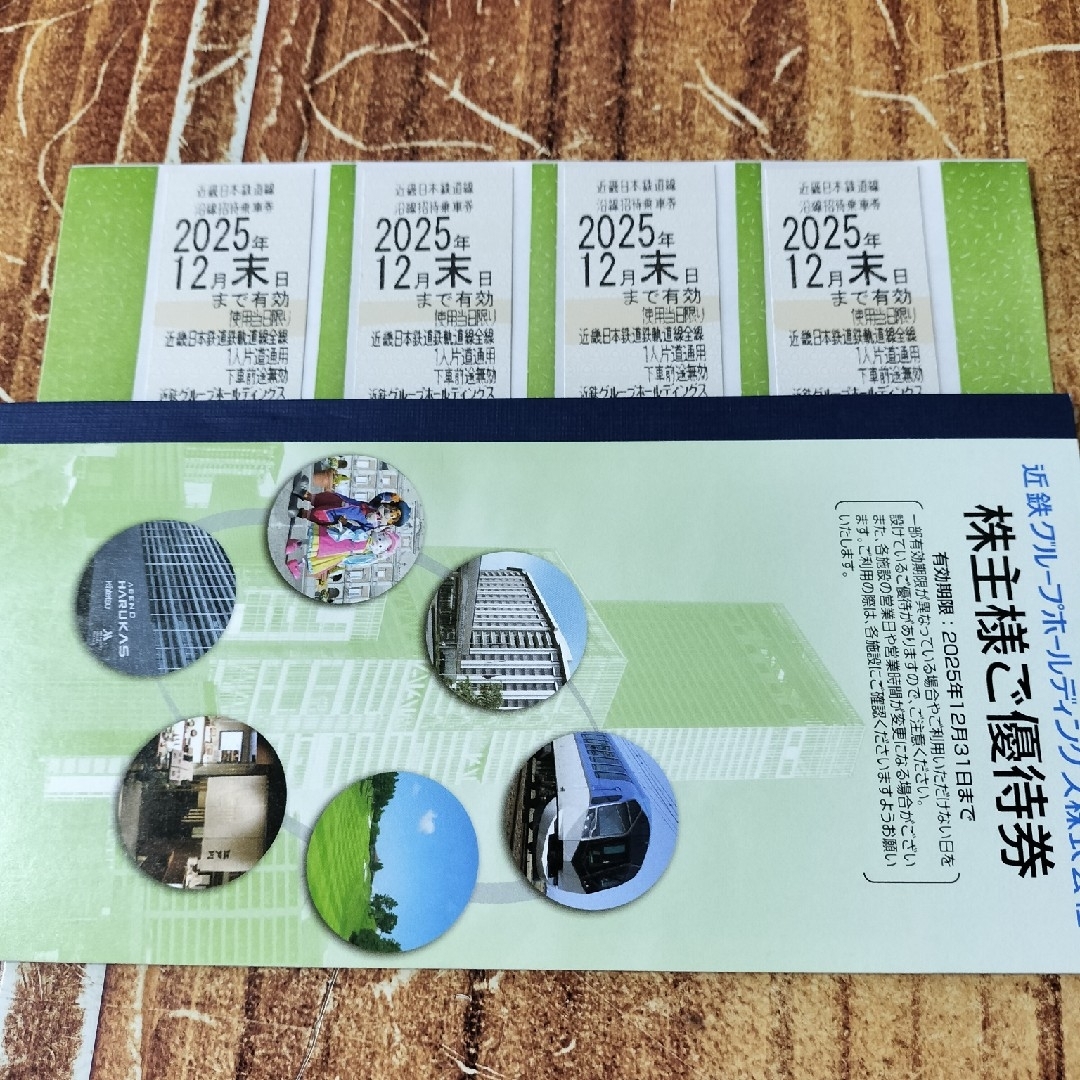 近畿日本鉄道線
沿線招待乗車券
2025年
12月末日
まで有効
使用当日限り
近畿日本鉄道鉄軌道線全線
1人片道通用
下車前途無効
近鉄グループホールディングス
近畿日本鉄道線
沿線招待乗車券
2025年
12月末日
まで有効
使用当日限り
近畿日本鉄道鉄軌道線全線
1人片道通用
下車前途無効
近鉄グループホールディングス
近畿日本鉄道線
沿線招待乗車券
2025年
12月末日
まで有効
使用当日限り
近畿日本鉄道鉄軌道線全線
1人片道通用
下車前途無効
近鉄グループホールディングス
近畿日本鉄道線
沿線招待乗車券
2025年
12月末日
まで有効
使用当日限り
近畿日本鉄道鉄軌道線全線
1人片道通用
下車前途無効
近鉄グループホールディングス
近鉄グループホールディングス株式会社
株主様ご優待券
有効期限:2025年12月31日まで
一部有効期限が異なっている場合やご利用いただけない日を
設けているご優待がありますので、ご注意ください。
また、各施設の営業日や営業時間が変更になる場合がござい
ます。ご利用の際は、各施設にご確認くださいますようお願い
いたします。
ABENO
HARUKAS
Kintetsu